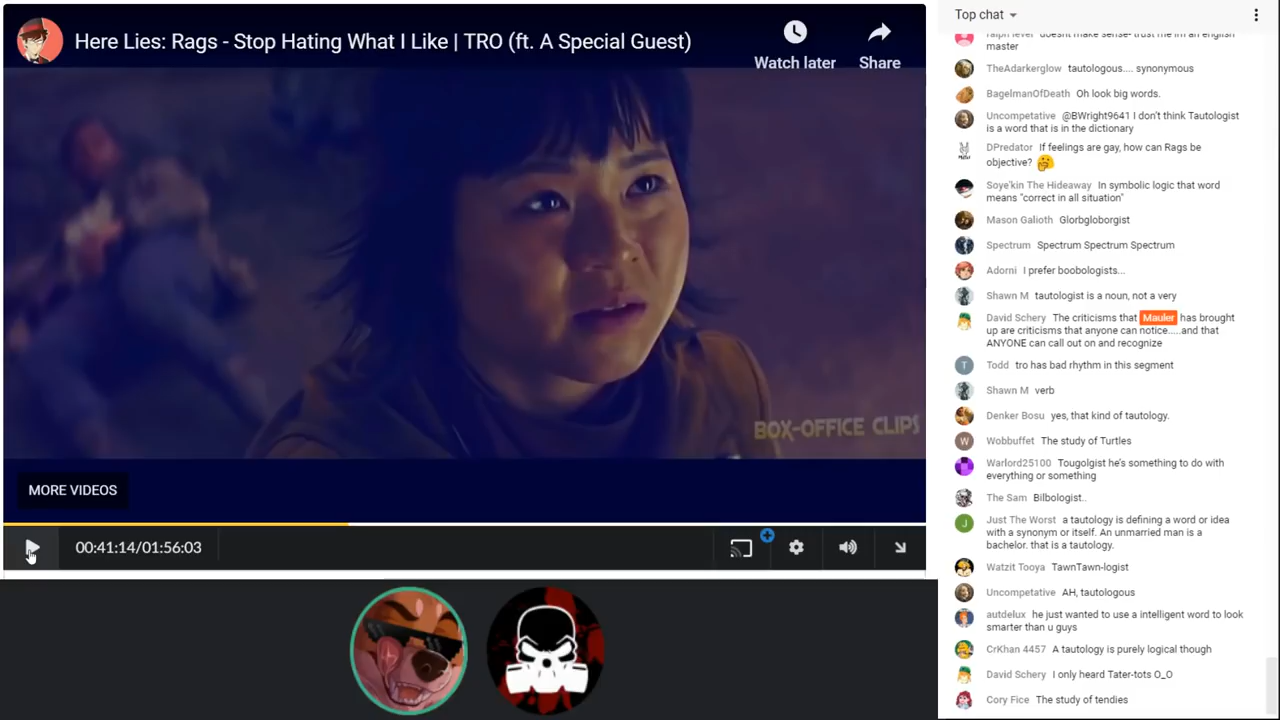 Here Lies: Rags - Stop Hating What I Like | TRO (ft. A Special Guest)
Watch later
Share
BOX-OFFICE CLIPS
MORE VIDEOS
00:41:14/01:56:03
Top chat
ralph lever doesnt make sense- trust me im an english
master
TheAdarkerglow tautologous.... synonymous
BagelmanOfDeath Oh look big words.
Uncompetative @BWright9641 I don't think Tautologist
is a word that is in the dictionary
DPredator If feelings are gay, how can Rags be
objective? 🤔
Soye'kin The Hideaway In symbolic logic that word
means "correct in all situation"
Mason Galioth Glorbgloborgist
Spectrum Spectrum Spectrum Spectrum
Adorni I prefer boobologists...
Shawn M tautologist is a noun, not a very
David Schery The criticisms that Mauler has brought
up are criticisms that anyone can notice.....and that
ANYONE can call out on and recognize
T Todd tro has bad rhythm in this segment
Shawn M verb
Denker Bosu yes, that kind of tautology.
W Wobbuffet The study of Turtles
Warlord25100 Tougolgist he's something to do with
everything or something
The Sam Bilbologist..
J Just The Worst a tautology is defining a word or idea
with a synonym or itself. An unmarried man is a
bachelor. that is a tautology.
Watzit Tooya TawnTawn-logist
Uncompetative AH, tautologous
autdelux he just wanted to use a intelligent word to look
smarter than u guys
CrKhan 4457 A tautology is purely logical though
David Schery I only heard Tater-tots O_O
Cory Fice The study of tendies